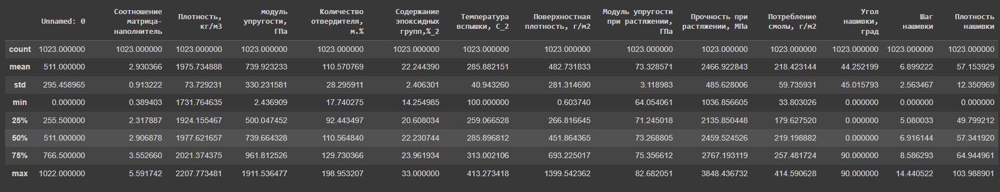 Unnamed: 0 Соотношение матрица-наполнитель Плотность, кг/м3 модуль упругости, ГПа Количество отвердителя, м.% Содержание эпоксидных групп,%_2 Температура вспышки, С_2 Поверхностная плотность, г/м2 Модуль упругости при растяжении, ГПа Прочность при растяжении, МПа Потребление смолы, г/м2 Угол нашивки, град Шаг нашивки Плотность нашивки
count 1023.000000 1023.000000 1023.000000 1023.000000 1023.000000 1023.000000 1023.000000 1023.000000 1023.000000 1023.000000 1023.000000 1023.000000 1023.000000 1023.000000
mean 511.000000 2.930366 1975.734888 739.923233 110.570769 22.244390 285.882151 482.731833 73.328571 2466.922843 218.423144 44.252199 6.899222 57.153929
std 295.458965 0.913222 73.729231 330.231581 28.295911 2.406301 40.943260 281.314690 3.118983 485.628006 59.735931 45.015793 2.563467 12.350969
min 0.000000 0.389403 1731.764635 2.436909 17.740275 14.254985 100.000000 0.603740 64.054061 1036.856605 33.803026 0.000000 0.000000 0.000000
25% 255.500000 2.317887 1924.155467 500.047452 92.443497 20.608034 259.066528 266.816645 71.245018 2135.850448 179.627520 0.000000 5.080033 49.799212
50% 511.000000 2.906878 1977.621657 739.664328 110.564840 22.230744 285.896812 451.864365 73.268805 2459.524526 219.198882 0.000000 6.916144 57.341920
75% 766.500000 3.552660 2021.374375 961.812526 129.730366 23.961934 313.002106 693.225017 75.356612 2767.193119 257.481724 90.000000 8.586293 64.944961
max 1022.000000 5.591742 2207.773481 1911.536477 198.953207 33.000000 413.273418 1399.542362 82.682051 3848.436732 414.590628 90.000000 14.440522 103.988901